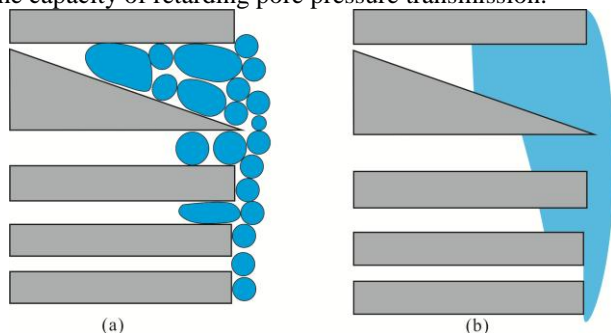 the capacity of retarding pore pressure transmission.
(a) (b)